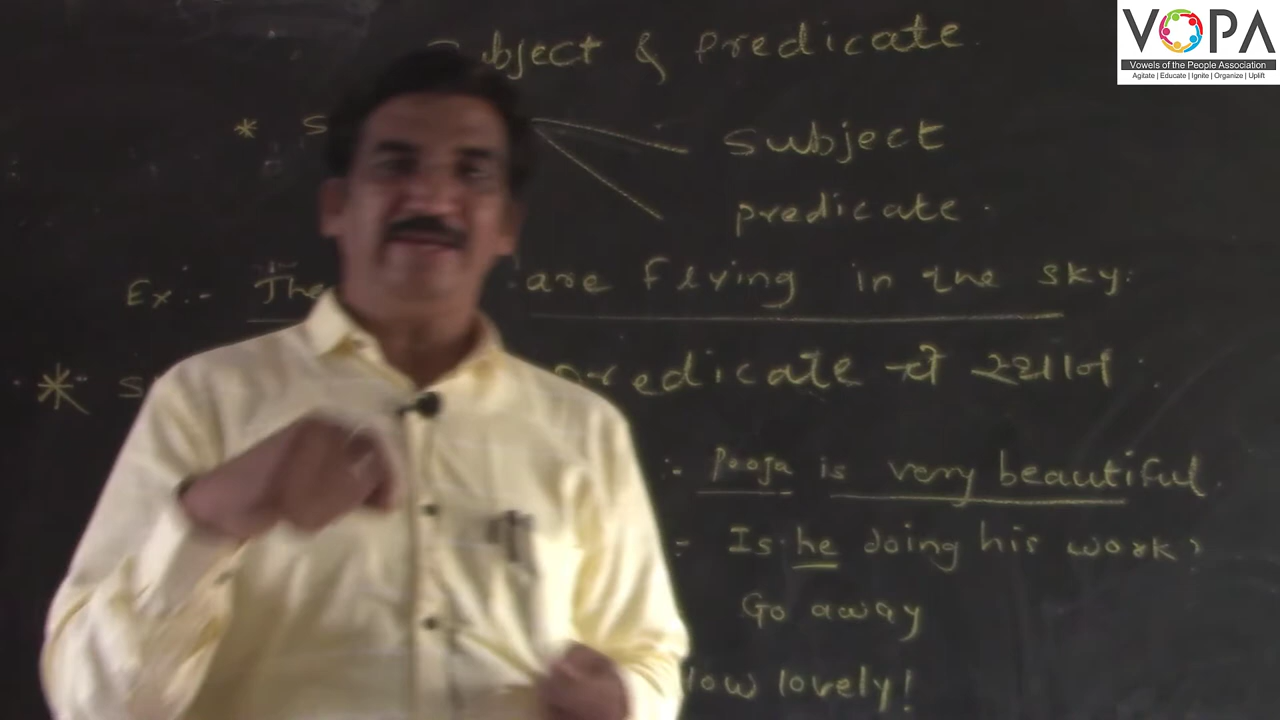 VOPA
Vowels of the People Association
Agitate | Educate | Ignite | Organize | Uplift
Subject & Predicate
* S
subject
predicate
Ex :- The are flying in the sky.
* S predicate चे स्थान
:- Pooja is very beautiful.
:- Is he doing his work?
Go away
How lovely!